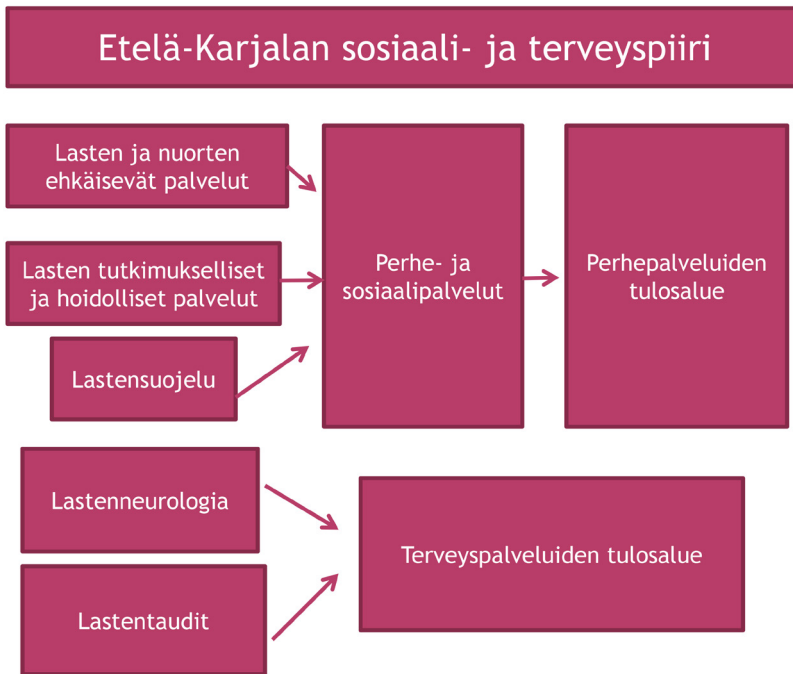 Etelä-Karjalan sosiaali- ja terveyspiiri
Lasten ja nuorten
ehkäisevät palvelut
Lasten tutkimukselliset
ja hoidolliset palvelut
Lastensuojelu
Perhe- ja
sosiaalipalvelut
Perhepalveluiden
tulosalue
Lastenneurologia
Lastentaudit
Terveyspalveluiden tulosalue